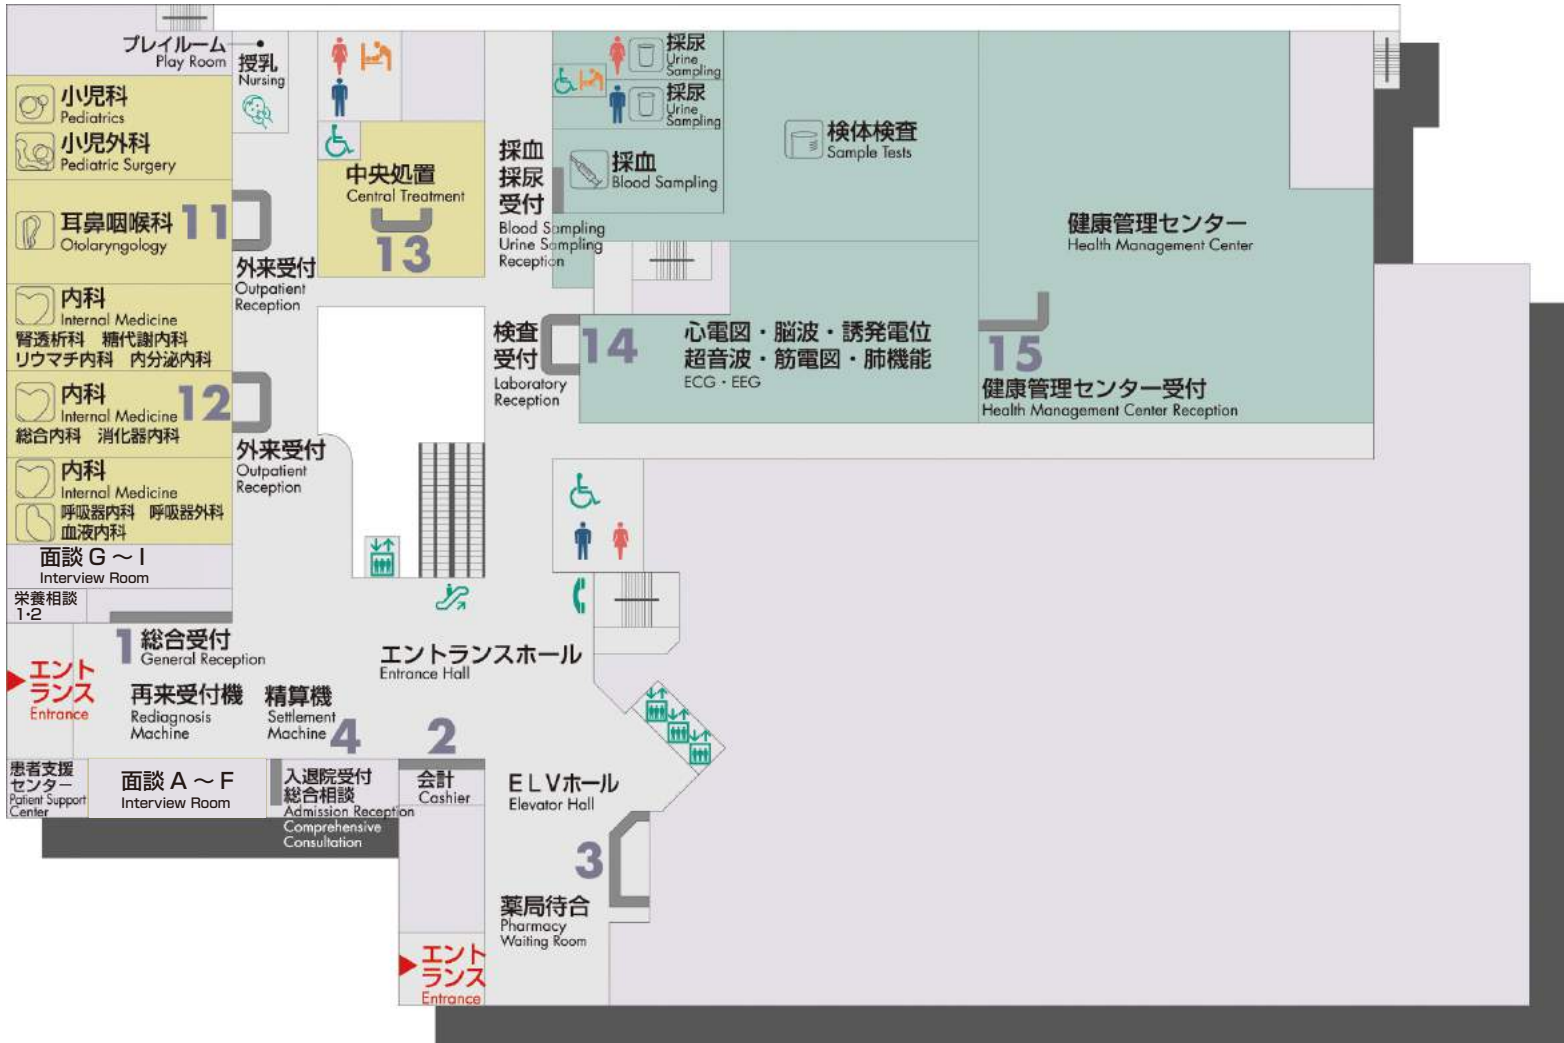 プレイルーム
Play Room
授乳
Nursing
小児科
Pediatrics
小児外科
Pediatric Surgery
耳鼻咽喉科
Otolaryngology
11
外来受付
Outpatient
Reception
内科
Internal Medicine
腎透析科 糖代謝内科
リウマチ内科 内分泌内科
内科
Internal Medicine
総合内科 消化器内科
12
外来受付
Outpatient
Reception
内科
Internal Medicine
呼吸器内科 呼吸器外科
血液内科
面談 G ～ I
Interview Room
栄養相談
1・2
中央処置
Central Treatment
13
採血
採尿
受付
Blood Sampling
Urine Sampling
Reception
採尿
Urine
Sampling
採尿
Urine
Sampling
採血
Blood Sampling
検体検査
Sample Tests
健康管理センター
Health Management Center
検査
受付
Laboratory
Reception
14
心電図・脳波・誘発電位
超音波・筋電図・肺機能
ECG・EEG
15
健康管理センター受付
Health Management Center Reception
1
総合受付
General Reception
エント
ランス
Entrance
再来受付機
Rediagnosis
Machine
精算機
Settlement
Machine
4
エントランスホール
Entrance Hall
2
患者支援
センター
Patient Support
Center
面談 A ～ F
Interview Room
入退院受付
総合相談
Admission Reception
Comprehensive
Consultation
会計
Cashier
ＥＬＶホール
Elevator Hall
3
薬局待合
Pharmacy
Waiting Room
エント
ランス
Entrance